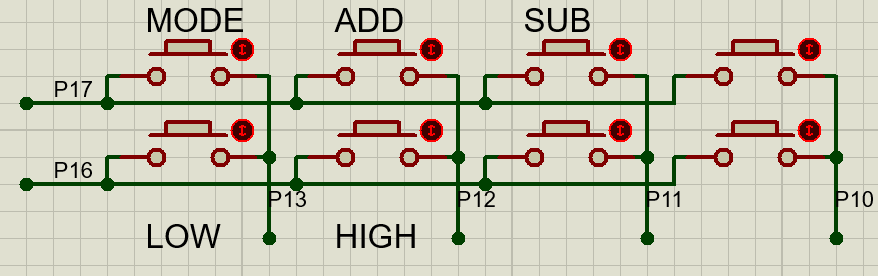 MODE ADD SUB
P17
P16
P13 P12 P11 P10
LOW HIGH